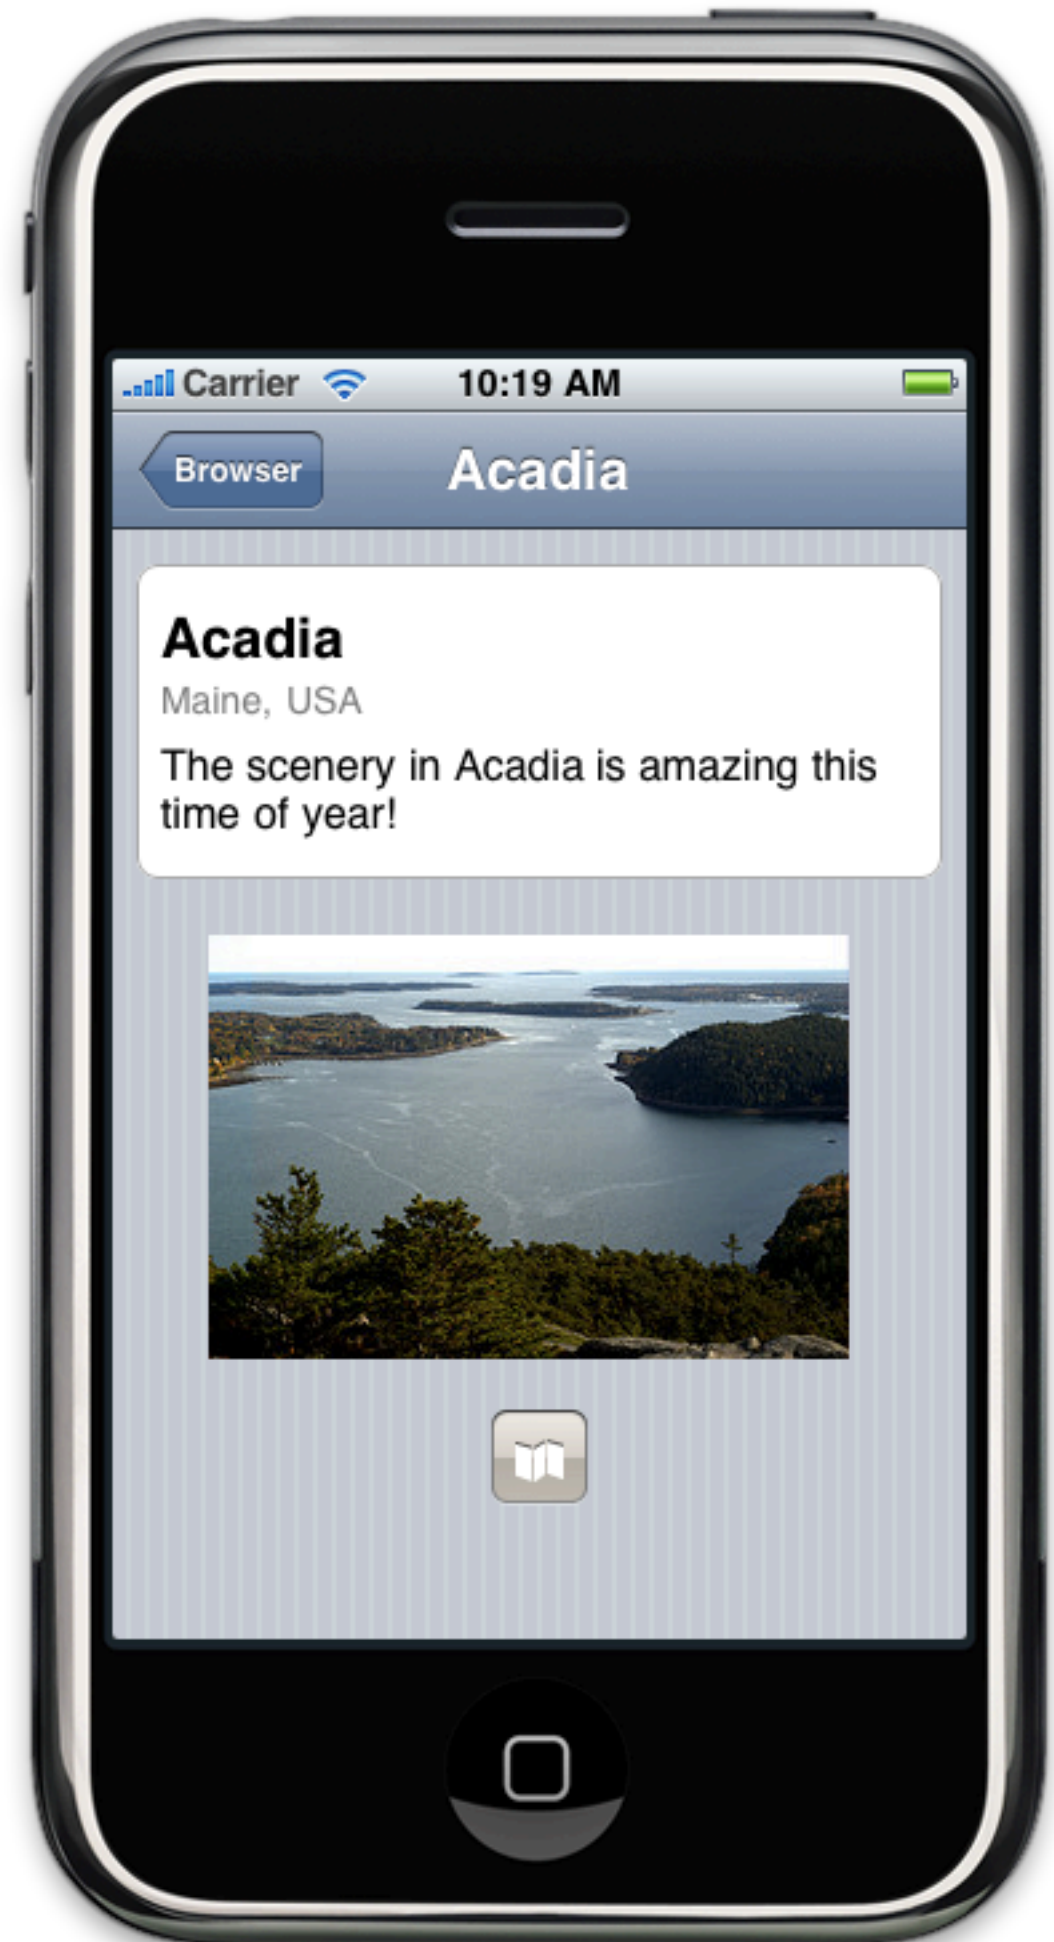 Carrier
10:19 AM
Browser
Acadia
Acadia
Maine, USA
The scenery in Acadia is amazing this
time of year!